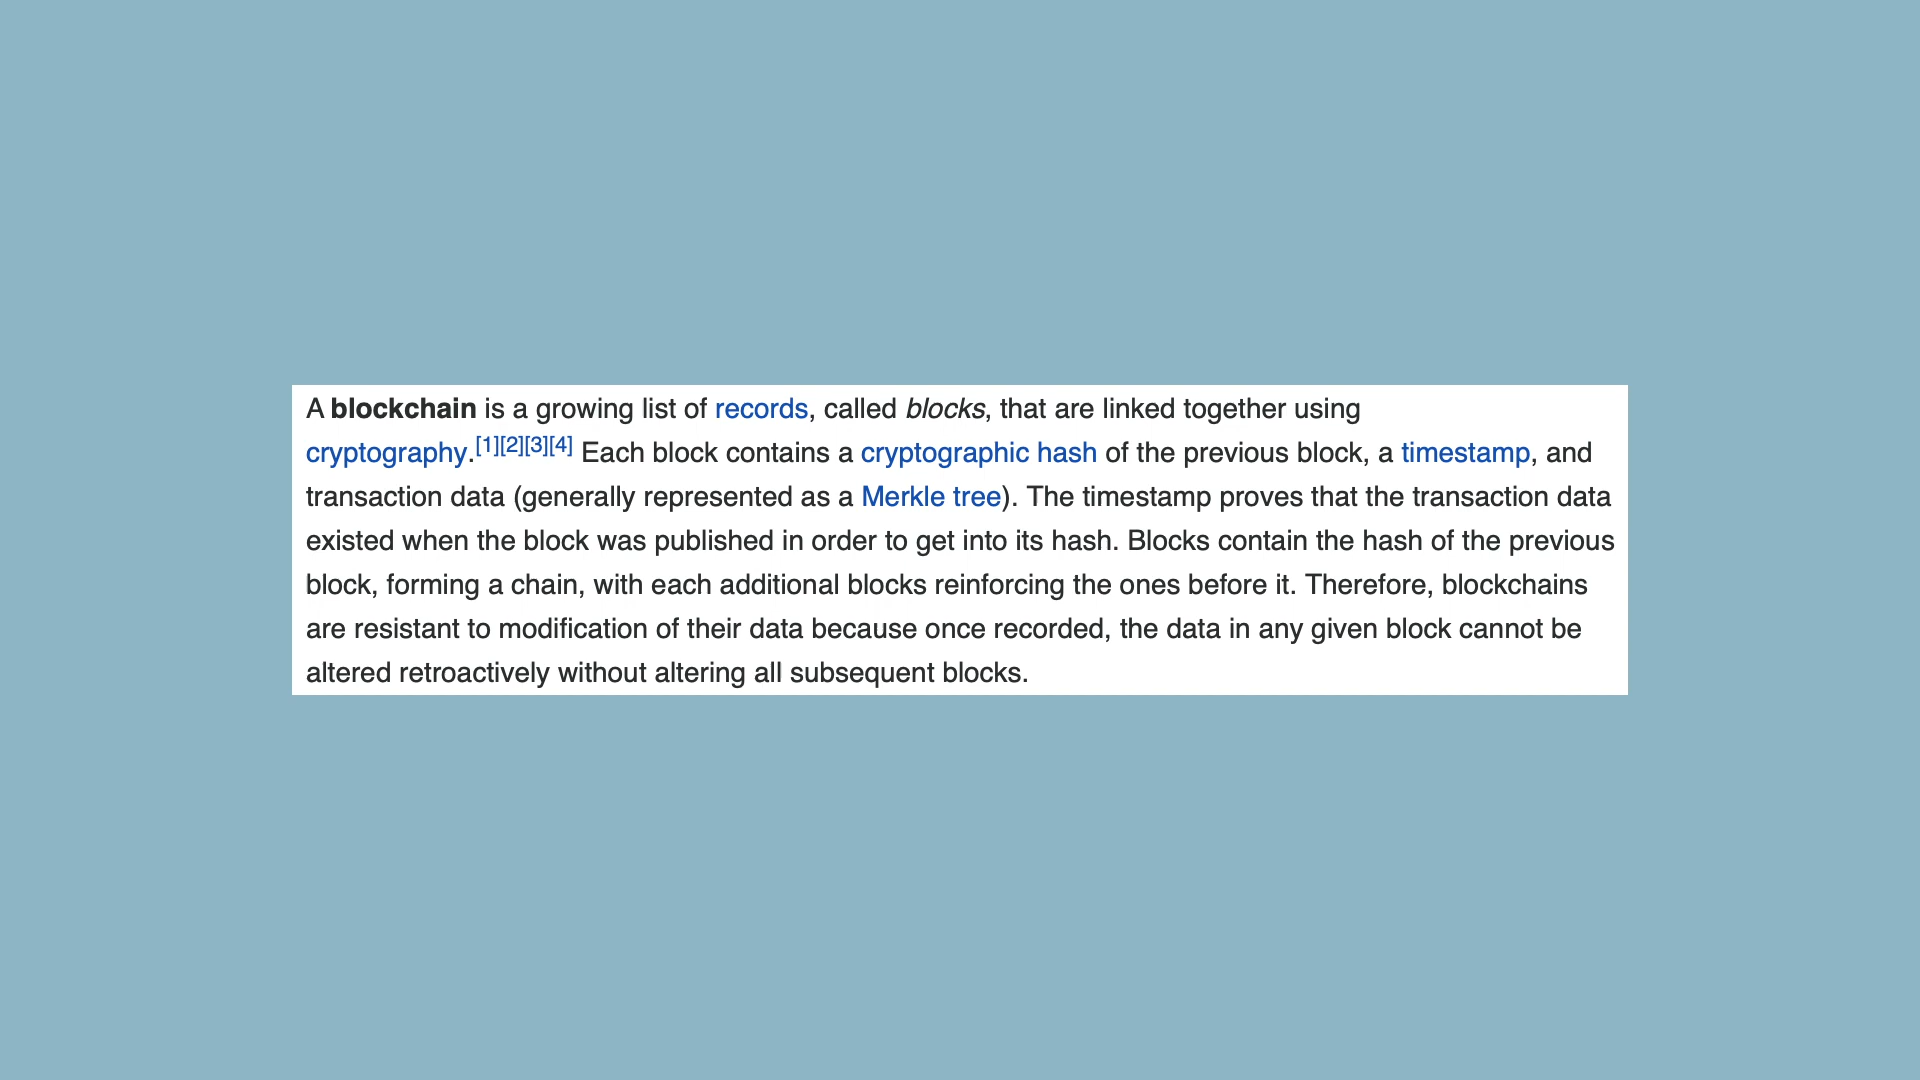 A blockchain is a growing list of records, called blocks, that are linked together using
cryptography.[1][2][3][4] Each block contains a cryptographic hash of the previous block, a timestamp, and
transaction data (generally represented as a Merkle tree). The timestamp proves that the transaction data
existed when the block was published in order to get into its hash. Blocks contain the hash of the previous
block, forming a chain, with each additional blocks reinforcing the ones before it. Therefore, blockchains
are resistant to modification of their data because once recorded, the data in any given block cannot be
altered retroactively without altering all subsequent blocks.